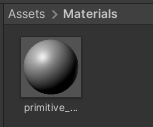 Assets > Materials
primitive_...